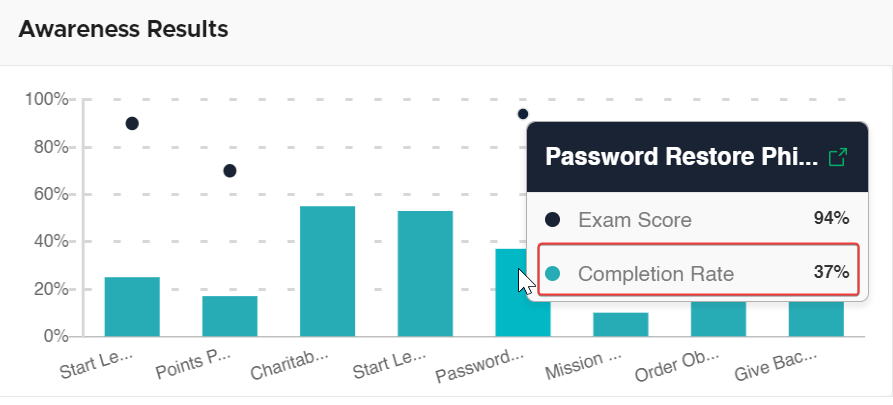 Awareness Results
100%
80%
60%
40%
20%
0%
Password Restore Phi...
Exam Score 94%
Completion Rate 37%
Start Le...
Points P...
Charitab...
Start Le...
Password...
Mission ...
Order Ob...
Give Bac...